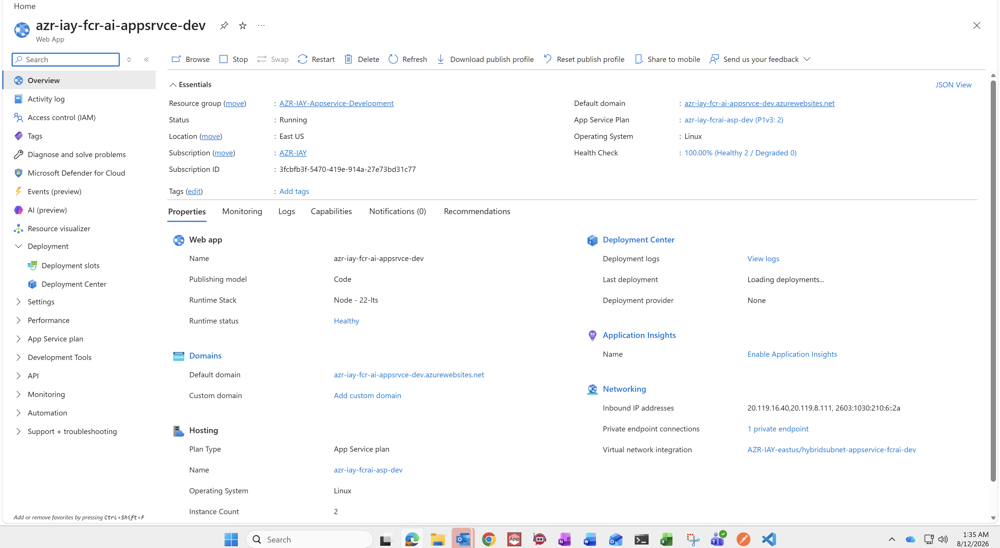 Home
azr-iay-fcr-ai-appsrvce-dev
Web App
Search
Browse Stop Swap Restart Delete Refresh Download publish profile Reset publish profile Share to mobile Send us your feedback
Overview
Activity log
Access control (IAM)
Tags
Diagnose and solve problems
Microsoft Defender for Cloud
Events (preview)
AI (preview)
Resource visualizer
Deployment
Deployment slots
Deployment Center
Settings
Performance
App Service plan
Development Tools
API
Monitoring
Automation
Support + troubleshooting
Add or remove favorites by pressing Ctrl+Shift+F
Essentials
JSON View
Resource group (move) : AZR-IAY-Appservice-Development
Status : Running
Location (move) : East US
Subscription (move) : AZR-IAY
Subscription ID : 3fcbfb3f-5470-419e-914a-27e73bd31c77
Tags (edit) : Add tags
Default domain : azr-iay-fcr-ai-appsrvce-dev.azurewebsites.net
App Service Plan : azr-iay-fcrai-asp-dev (P1v3: 2)
Operating System : Linux
Health Check : 100.00% (Healthy 2 / Degraded 0)
Properties Monitoring Logs Capabilities Notifications (0) Recommendations
Web app
Name azr-iay-fcr-ai-appsrvce-dev
Publishing model Code
Runtime Stack Node - 22-lts
Runtime status Healthy
Domains
Default domain azr-iay-fcr-ai-appsrvce-dev.azurewebsites.net
Custom domain Add custom domain
Hosting
Plan Type App Service plan
Name azr-iay-fcrai-asp-dev
Operating System Linux
Instance Count 2
Deployment Center
Deployment logs View logs
Last deployment Loading deployments...
Deployment provider None
Application Insights
Name Enable Application Insights
Networking
Inbound IP addresses 20.119.16.40,20.119.8.111, 2603:1030:210:6::2a
Private endpoint connections 1 private endpoint
Virtual network integration AZR-IAY-eastus/hybridsubnet-appservice-fcrai-dev
Search
App
1:35 AM
8/12/2026